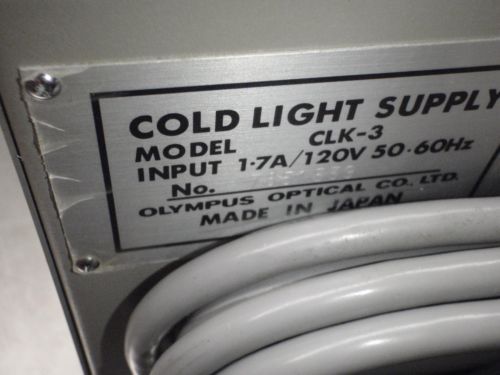 COLD LIGHT SUPPLY
MODEL CLK-3
INPUT 1·7A/120V 50·60Hz
No.
OLYMPUS OPTICAL CO., LTD.
MADE IN JAPAN